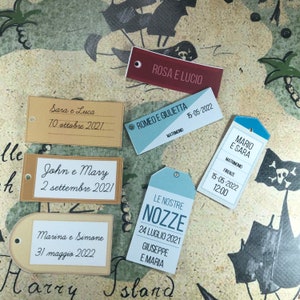 ROSA E LUCIO
ROMEO E GIULIETTA
MATRIMONIO
15·05·2022
Sara e Luca
10 ottobre 2021
MARIO
E SARA
MATRIMONIO
15·05·2022
12:00
John e Mary
2 settembre 2021
LE NOSTRE
NOZZE
24 LUGLIO 2021
GIUSEPPE
E MARIA
Marina e Simone
31 maggio 2022
Harry Island